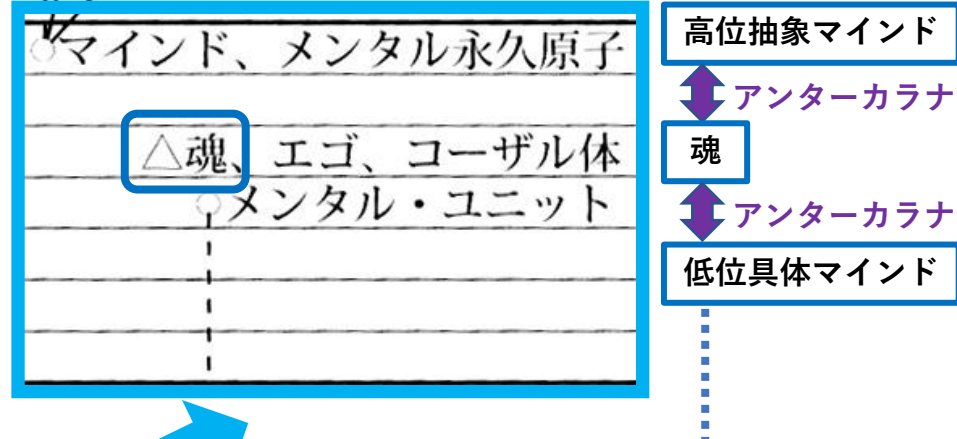 マインド、メンタル永久原子
△魂、エゴ、コーザル体
メンタル・ユニット
高位抽象マインド
アンターカラナ
魂
アンターカラナ
低位具体マインド